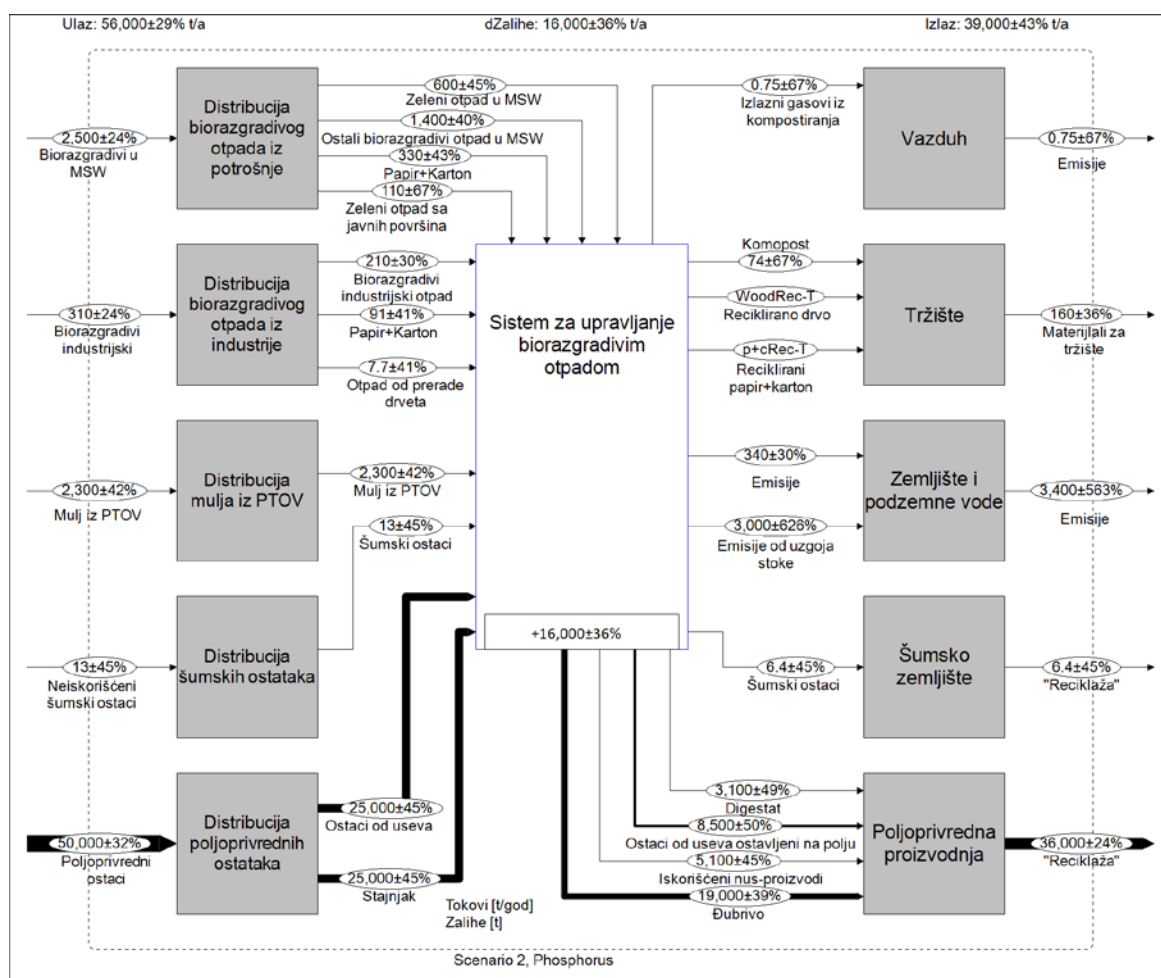 Ulaz: 56,000±29% t/a
dZalihe: 16,000±36% t/a
Izlaz: 39,000±43% t/a
2,500±24%
Biorazgradivi u
MSW
Distribucija
biorazgradivog
otpada iz
potrošnje
600±45%
Zeleni otpad u MSW
1,400±40%
Ostali biorazgradivi otpad u MSW
330±43%
Papir+Karton
110±67%
Zeleni otpad sa
javnih površina
0.75±67%
Izlazni gasovi iz
kompostiranja
Vazduh
0.75±67%
Emisije
310±24%
Biorazgradivi
industrijski
Distribucija
biorazgradivog
otpada iz
industrije
210±30%
Biorazgradivi
industrijski otpad
91±41%
Papir+Karton
7.7±41%
Otpad od prerade
drveta
Sistem za upravljanje
biorazgradivim
otpadom
Komopost
74±67%
WoodRec-T
Reciklirano drvo
p+cRec-T
Reciklirani
papir+karton
Tržište
160±36%
Materijlali za
tržište
2,300±42%
Mulj iz PTOV
Distribucija
mulja iz PTOV
2,300±42%
Mulj iz PTOV
340±30%
Emisije
3,000±626%
Emisije od uzgoja
stoke
Zemljište i
podzemne vode
3,400±563%
Emisije
13±45%
Neiskorišćeni
šumski ostaci
Distribucija
šumskih ostataka
13±45%
Šumski ostaci
+16,000±36%
6.4±45%
Šumski ostaci
Šumsko
zemljište
6.4±45%
"Reciklaža"
50,000±32%
Poljoprivredni
ostaci
Distribucija
poljoprivrednih
ostataka
25,000±45%
Ostaci od useva
25,000±45%
Stajnjak
3,100±49%
Digestat
8,500±50%
Ostaci od useva ostavljeni na polju
5,100±45%
Iskorišćeni nus-proizvodi
19,000±39%
Đubrivo
Poljoprivredna
proizvodnja
36,000±24%
"Reciklaža"
Tokovi [t/god]
Zalihe [t]
Scenario 2, Phosphorus